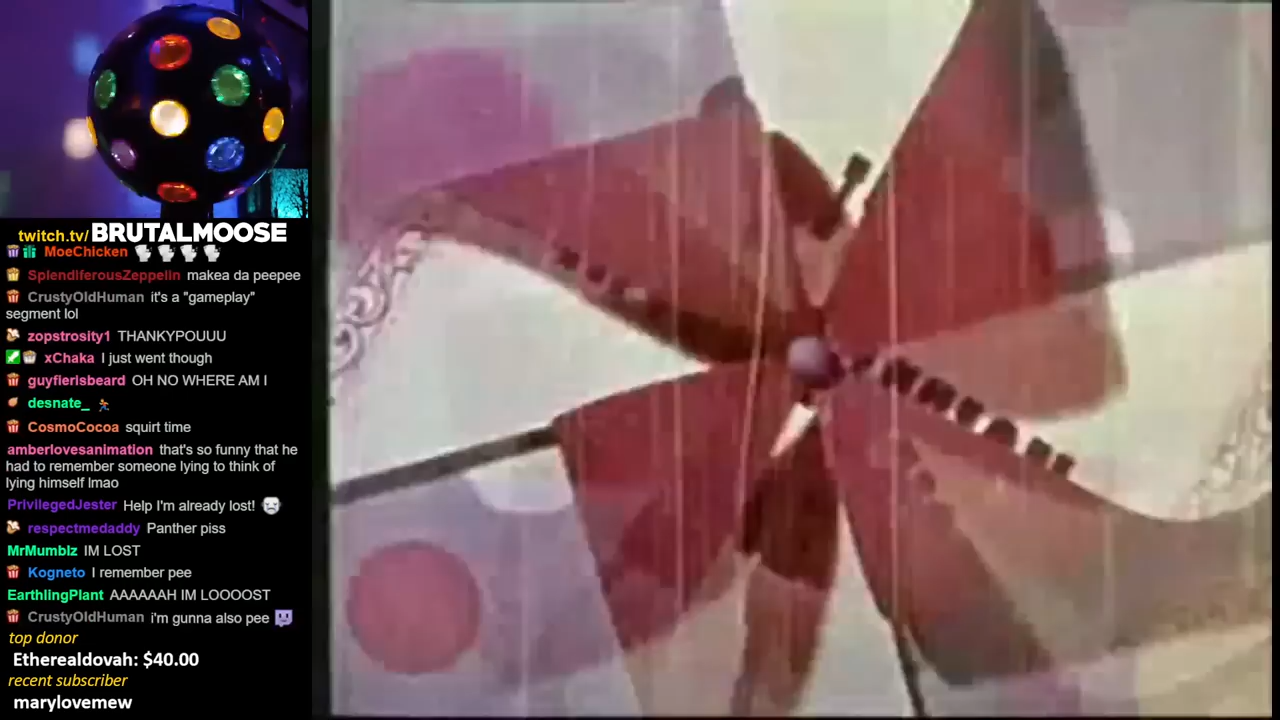 twitch.tv/BRUTALMOOSE
MoeChicken
SplendiferousZeppelin makea da peepee
CrustyOldHuman it's a "gameplay"
segment lol
zopstrosity1 THANKYPOUUU
xChaka I just went though
guyfierisbeard OH NO WHERE AM I
desnate_
CosmoCocoa squirt time
amberlovesanimation that's so funny that he
had to remember someone lying to think of
lying himself lmao
PrivilegedJester Help I'm already lost!
respectmedaddy Panther piss
MrMumblz IM LOST
Kogneto I remember pee
EarthlingPlant AAAAAAH IM LOOOOST
CrustyOldHuman i'm gunna also pee
top donor
Etherealdovah: $40.00
recent subscriber
marylovemew